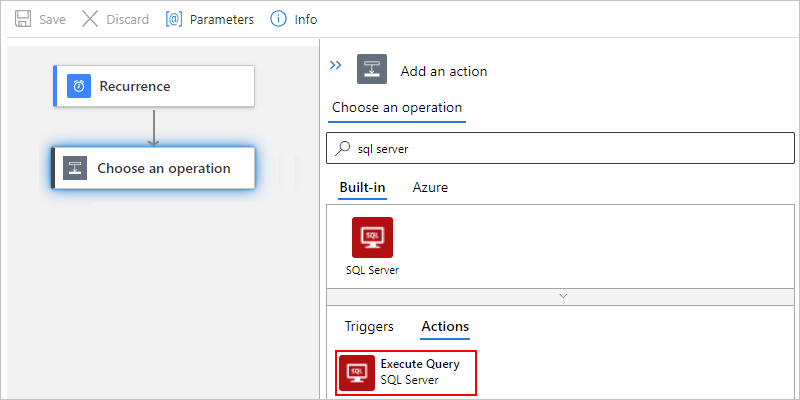 Save Discard Parameters Info
Recurrence
Choose an operation
Add an action
Choose an operation
sql server
Built-in Azure
SQL
SQL Server
Triggers Actions
SQL
Execute Query
SQL Server